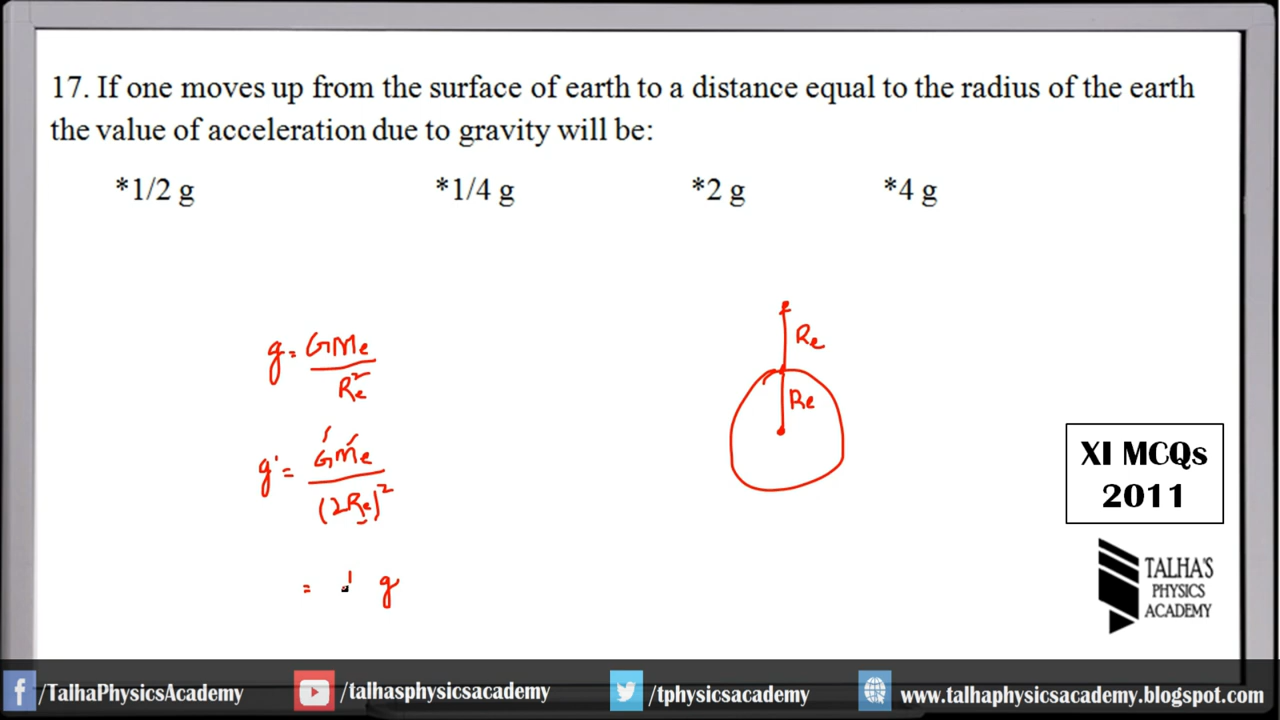 17. If one moves up from the surface of earth to a distance equal to the radius of the earth
the value of acceleration due to gravity will be:
*1/2 g *1/4 g *2 g *4 g
g = GMe
Re²
g' = GMe
(2Re)²
= 1 g
Re
Re
XI MCQs
2011
TALHA'S
PHYSICS
ACADEMY
/TalhaPhysicsAcademy /talhasphysicsacademy /tphysicsacademy www.talhaphysicsacademy.blogspot.com